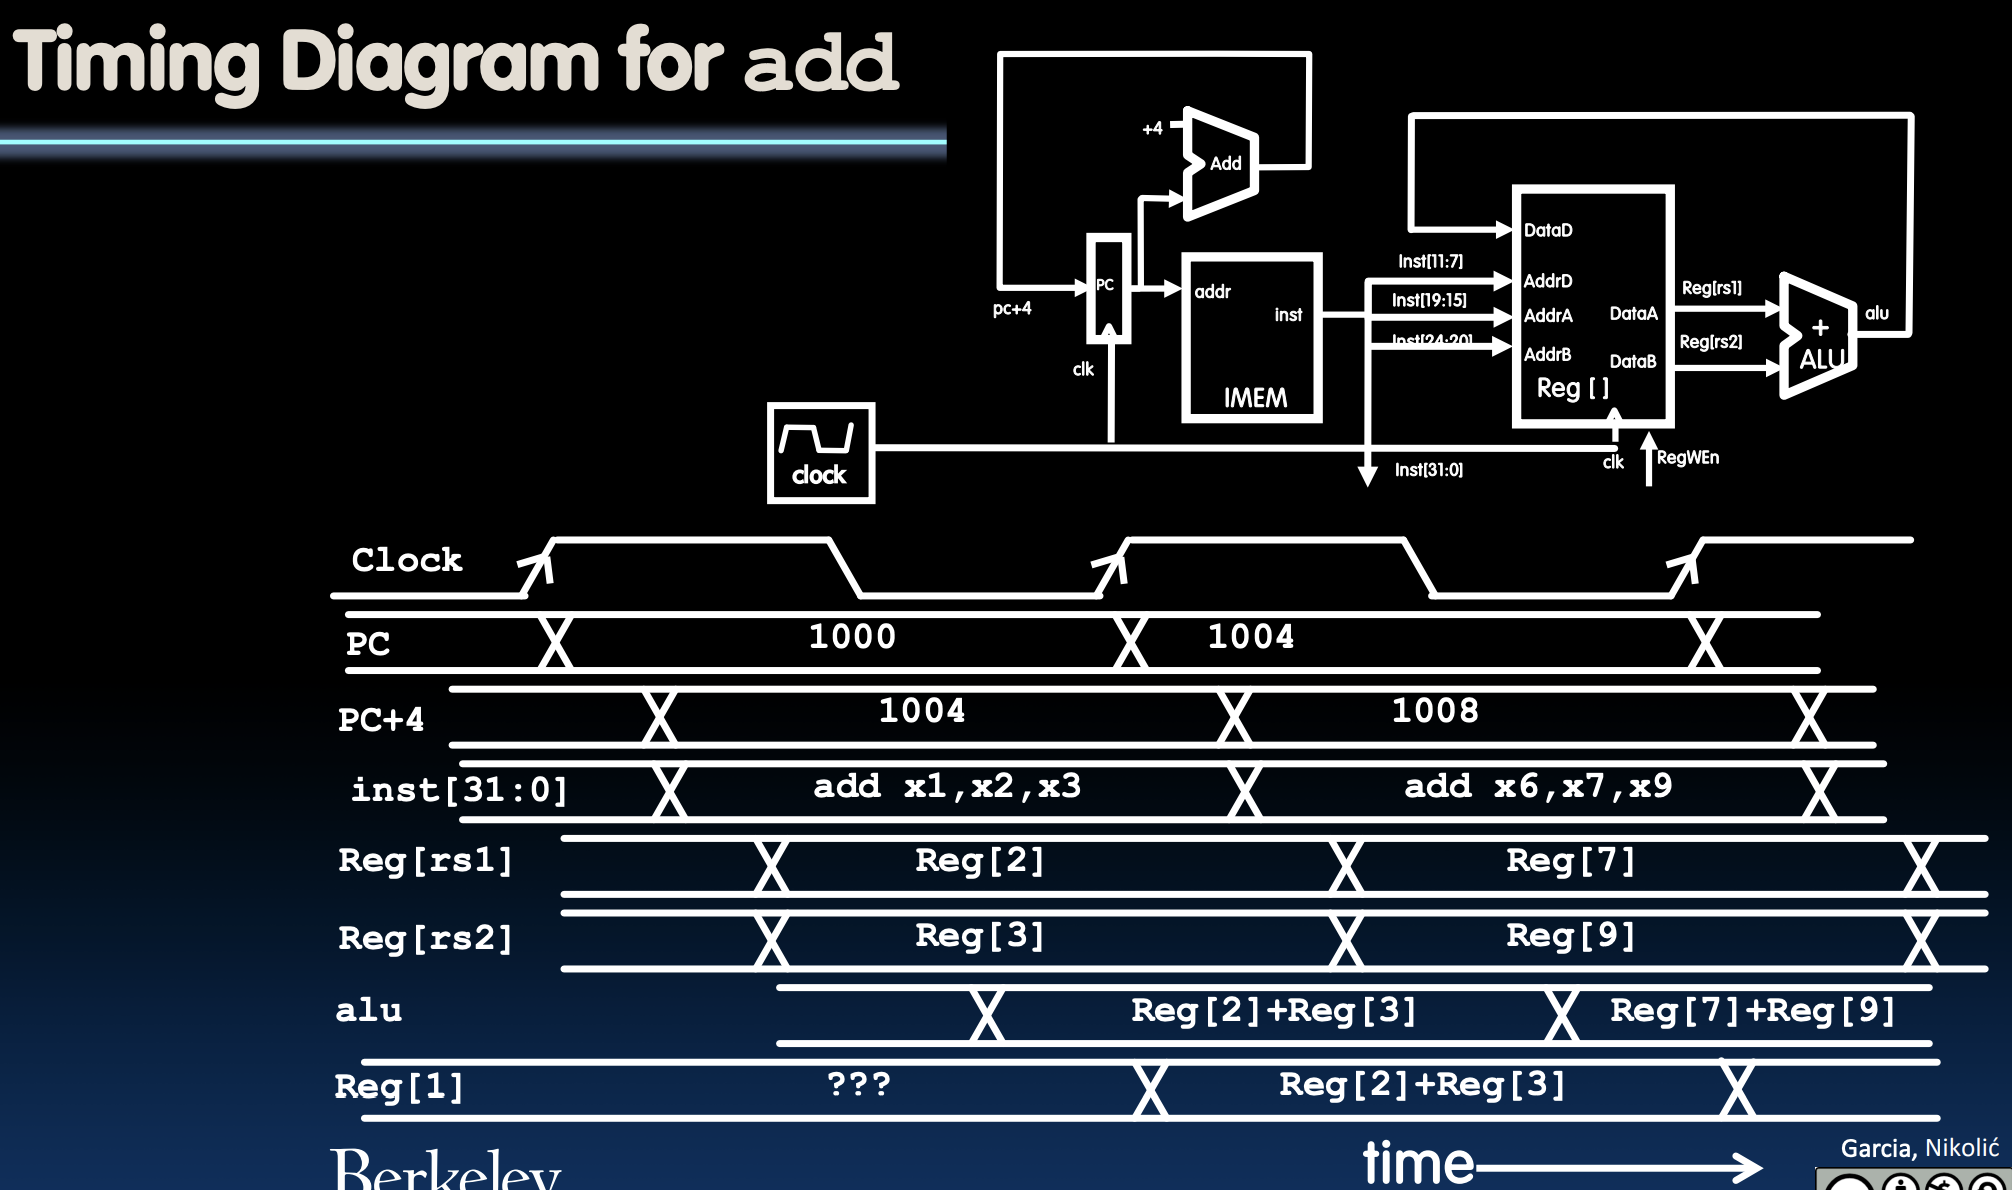 Timing Diagram for add
+4
Add
DataD
Inst[11:7]
AddrD
Reg[rs1]
PC
addr
Inst[19:15]
pc+4
inst
AddrA
DataA
alu
+
Inst[24:20]
Reg[rs2]
AddrB
DataB
ALU
clk
IMEM
Reg []
clock
Inst[31:0]
clk
RegWEn
Clock
PC 1000 1004
PC+4 1004 1008
inst[31:0] add x1,x2,x3 add x6,x7,x9
Reg[rs1] Reg[2] Reg[7]
Reg[rs2] Reg[3] Reg[9]
alu Reg[2]+Reg[3] Reg[7]+Reg[9]
Reg[1] ??? Reg[2]+Reg[3]
time
Garcia, Nikolić
Berkeley